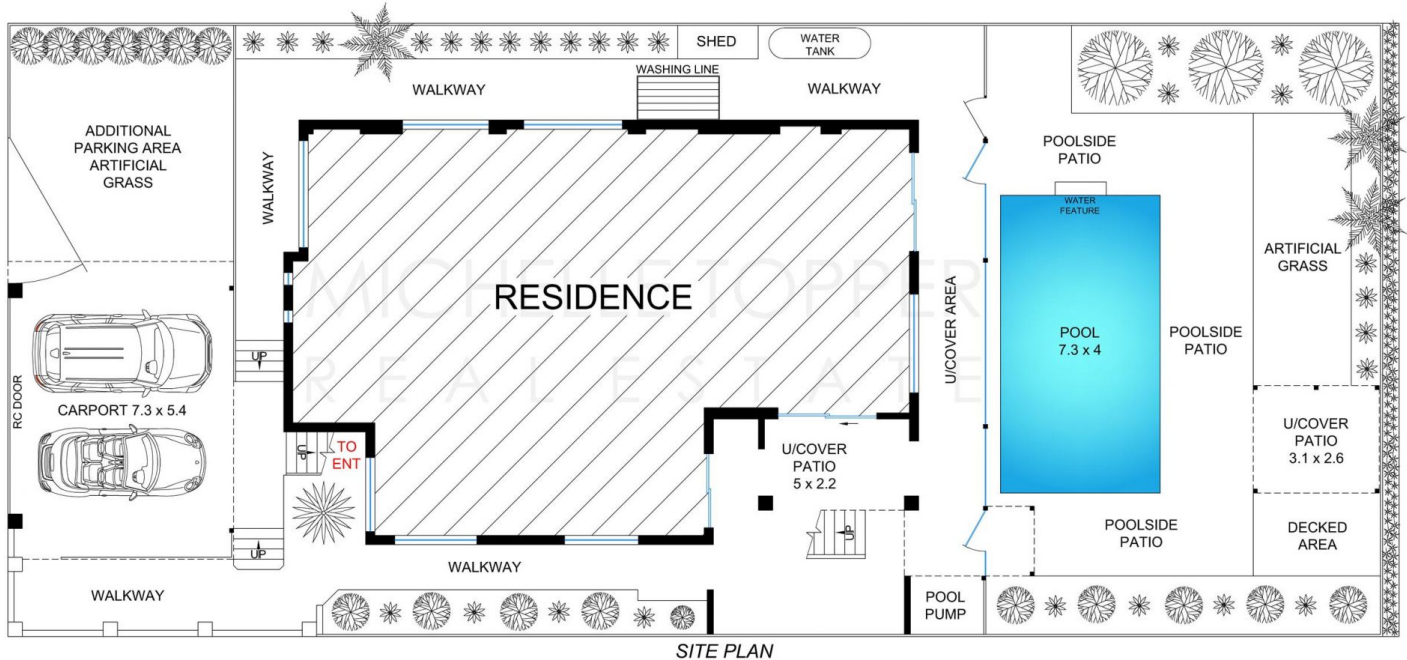 SHED
WATER
TANK
WASHING LINE
WALKWAY
WALKWAY
ADDITIONAL
PARKING AREA
ARTIFICIAL
GRASS
WALKWAY
POOLSIDE
PATIO
WATER
FEATURE
ARTIFICIAL
GRASS
MICHELLE TOPPER
REAL ESTATE
RESIDENCE
U/COVER AREA
POOL
7.3 x 4
POOLSIDE
PATIO
UP
RC DOOR
CARPORT 7.3 x 5.4
UP
TO
ENT
U/COVER
PATIO
5 x 2.2
U/COVER
PATIO
3.1 x 2.6
UP
UP
POOLSIDE
PATIO
DECKED
AREA
WALKWAY
WALKWAY
POOL
PUMP
SITE PLAN